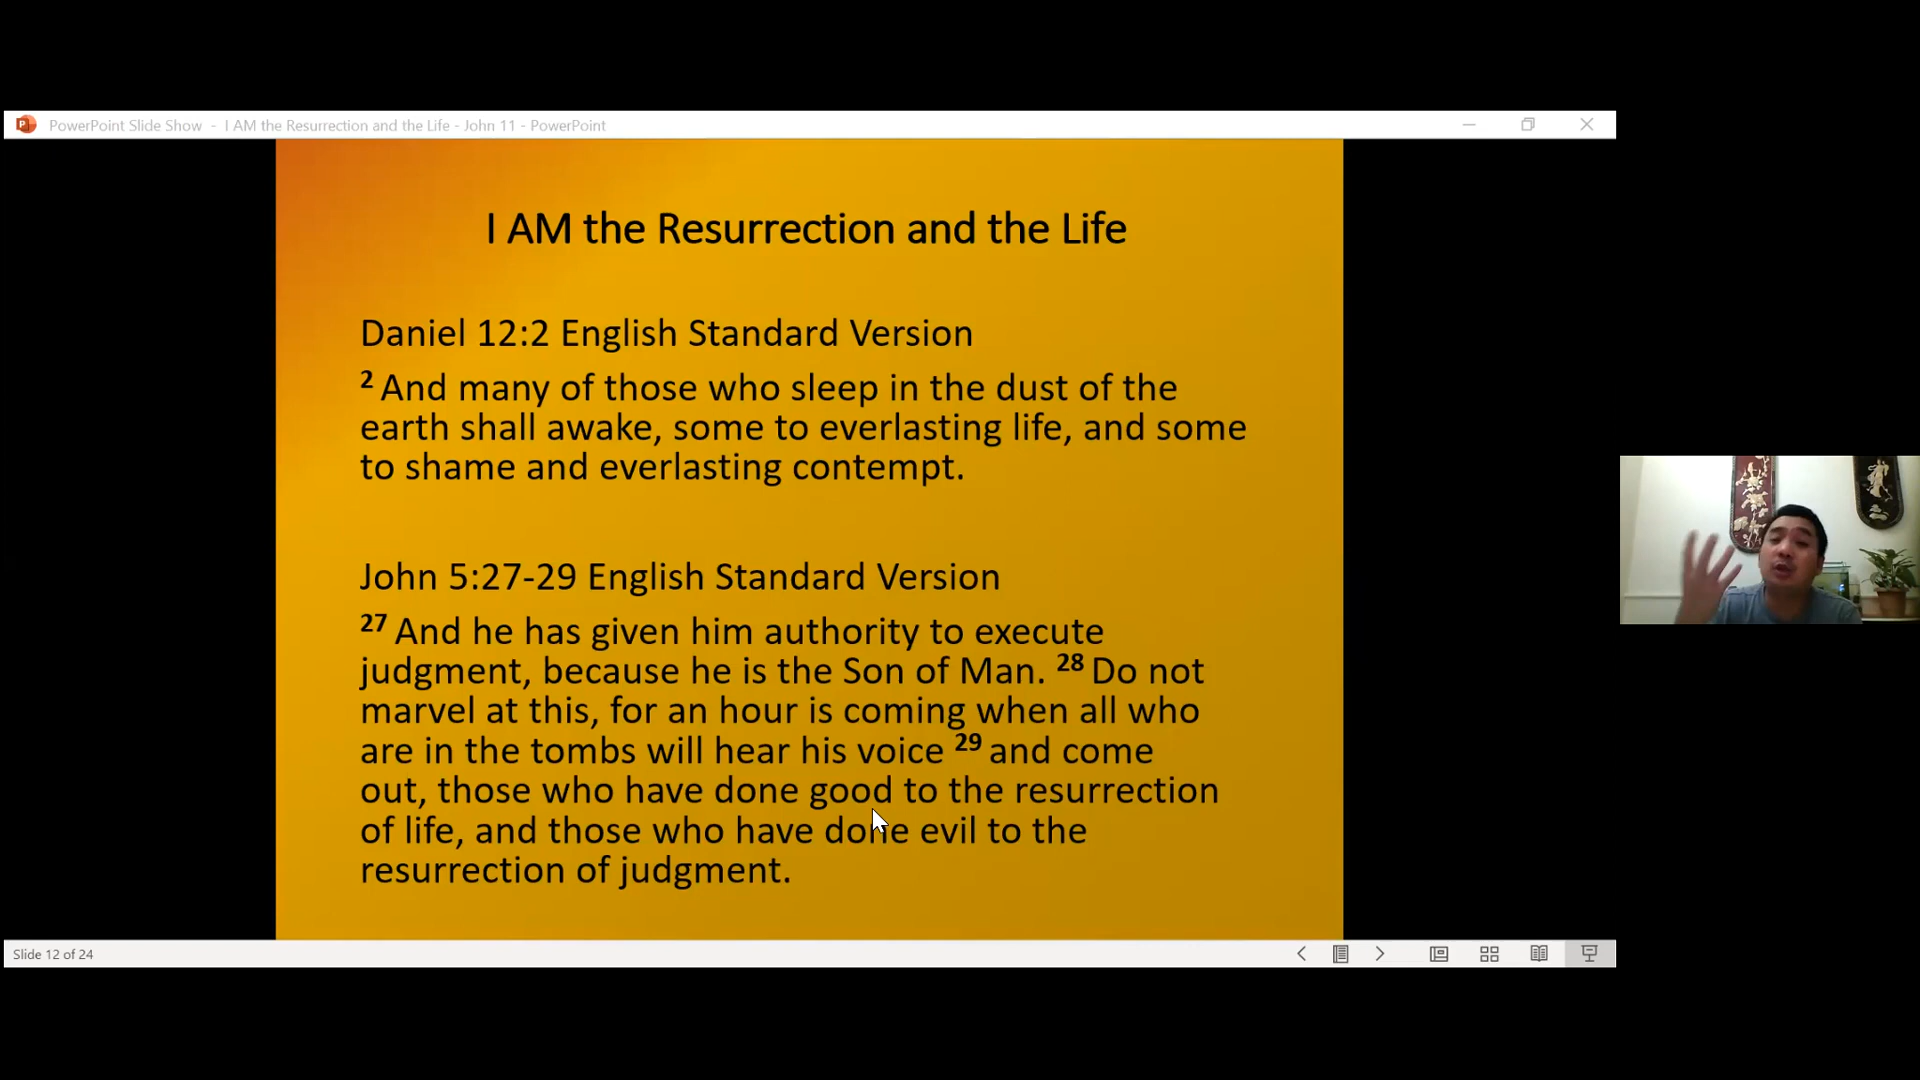 PowerPoint Slide Show - I AM the Resurrection and the Life - John 11 - PowerPoint
I AM the Resurrection and the Life
Daniel 12:2 English Standard Version
2 And many of those who sleep in the dust of the
earth shall awake, some to everlasting life, and some
to shame and everlasting contempt.
John 5:27-29 English Standard Version
27 And he has given him authority to execute
judgment, because he is the Son of Man. 28 Do not
marvel at this, for an hour is coming when all who
are in the tombs will hear his voice 29 and come
out, those who have done good to the resurrection
of life, and those who have done evil to the
resurrection of judgment.
Slide 12 of 24